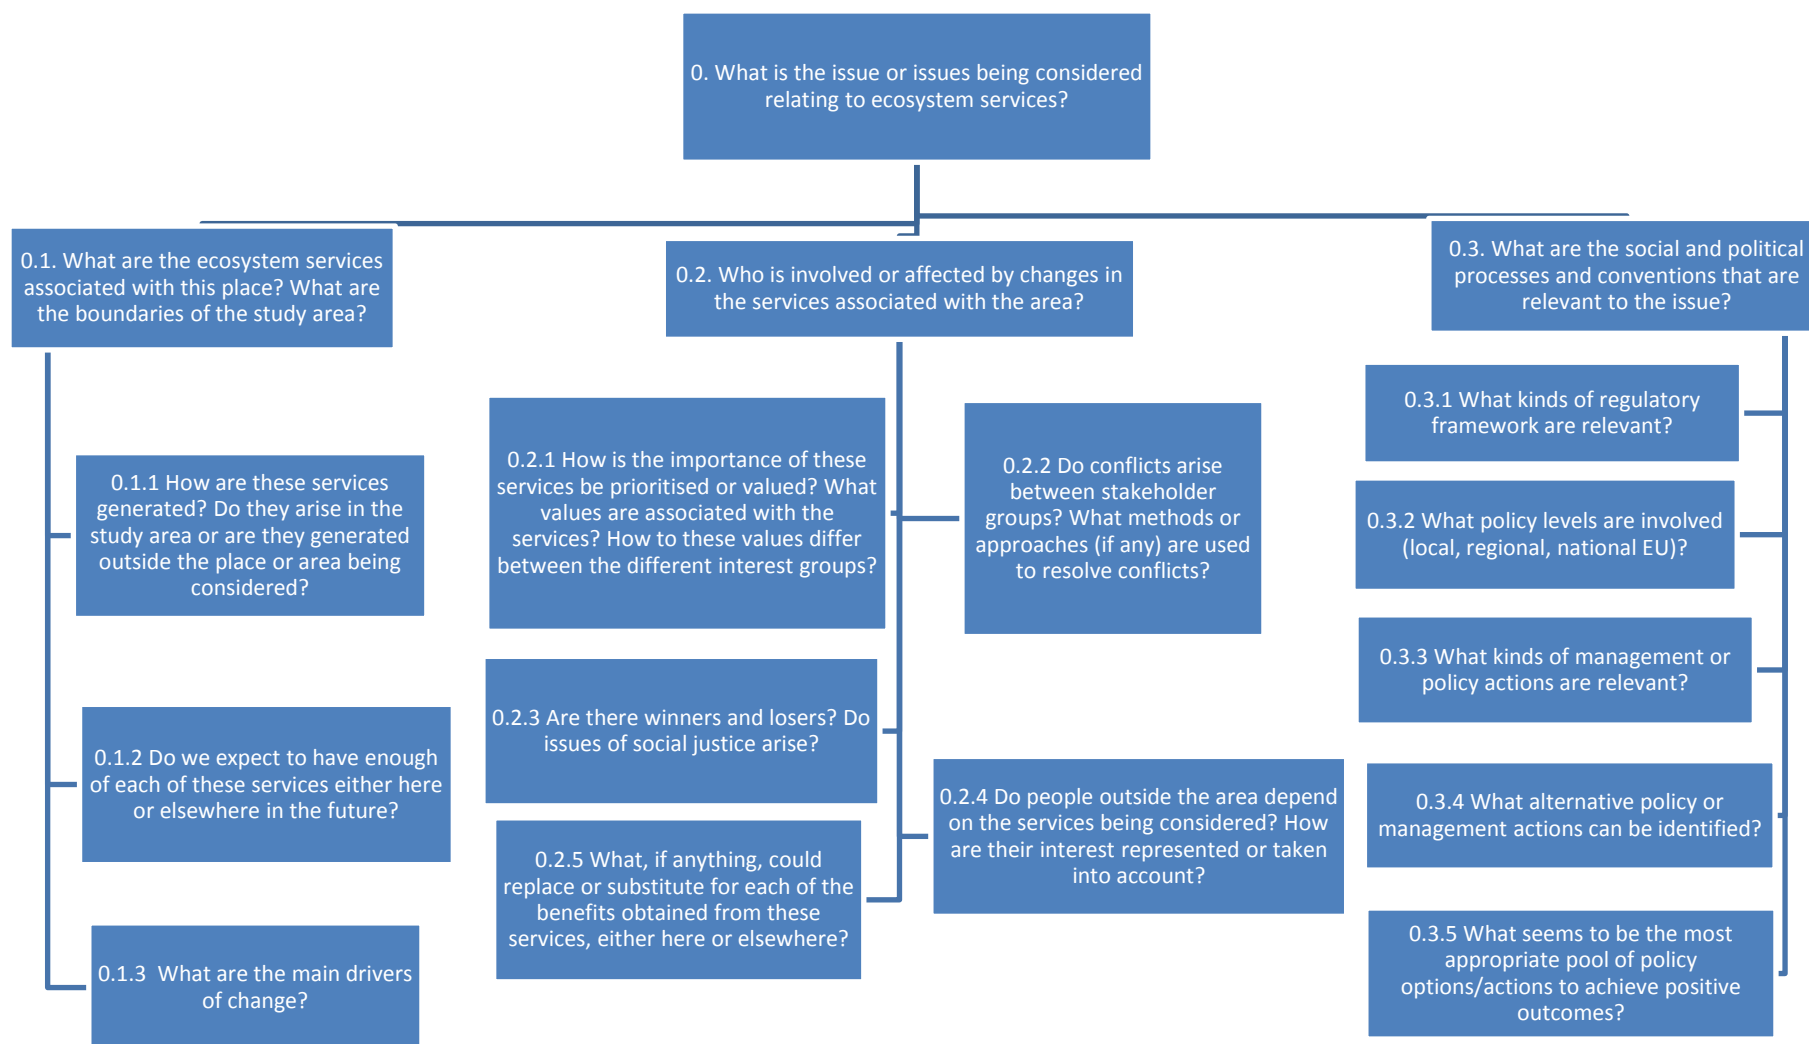 0. What is the issue or issues being considered
relating to ecosystem services?
0.1. What are the ecosystem services
associated with this place? What are
the boundaries of the study area?
0.2. Who is involved or affected by changes in
the services associated with the area?
0.3. What are the social and political
processes and conventions that are
relevant to the issue?
0.1.1 How are these services
generated? Do they arise in the
study area or are they generated
outside the place or area being
considered?
0.1.2 Do we expect to have enough
of each of these services either here
or elsewhere in the future?
0.1.3  What are the main drivers
of change?
0.2.1 How is the importance of these
services be prioritised or valued? What
values are associated with the
services? How to these values differ
between the different interest groups?
0.2.2 Do conflicts arise
between stakeholder
groups? What methods or
approaches (if any) are used
to resolve conflicts?
0.2.3 Are there winners and losers? Do
issues of social justice arise?
0.2.4 Do people outside the area depend
on the services being considered? How
are their interest represented or taken
into account?
0.2.5 What, if anything, could
replace or substitute for each of the
benefits obtained from these
services, either here or elsewhere?
0.3.1 What kinds of regulatory
framework are relevant?
0.3.2 What policy levels are involved
(local, regional, national EU)?
0.3.3 What kinds of management or
policy actions are relevant?
0.3.4 What alternative policy or
management actions can be identified?
0.3.5 What seems to be the most
appropriate pool of policy
options/actions to achieve positive
outcomes?